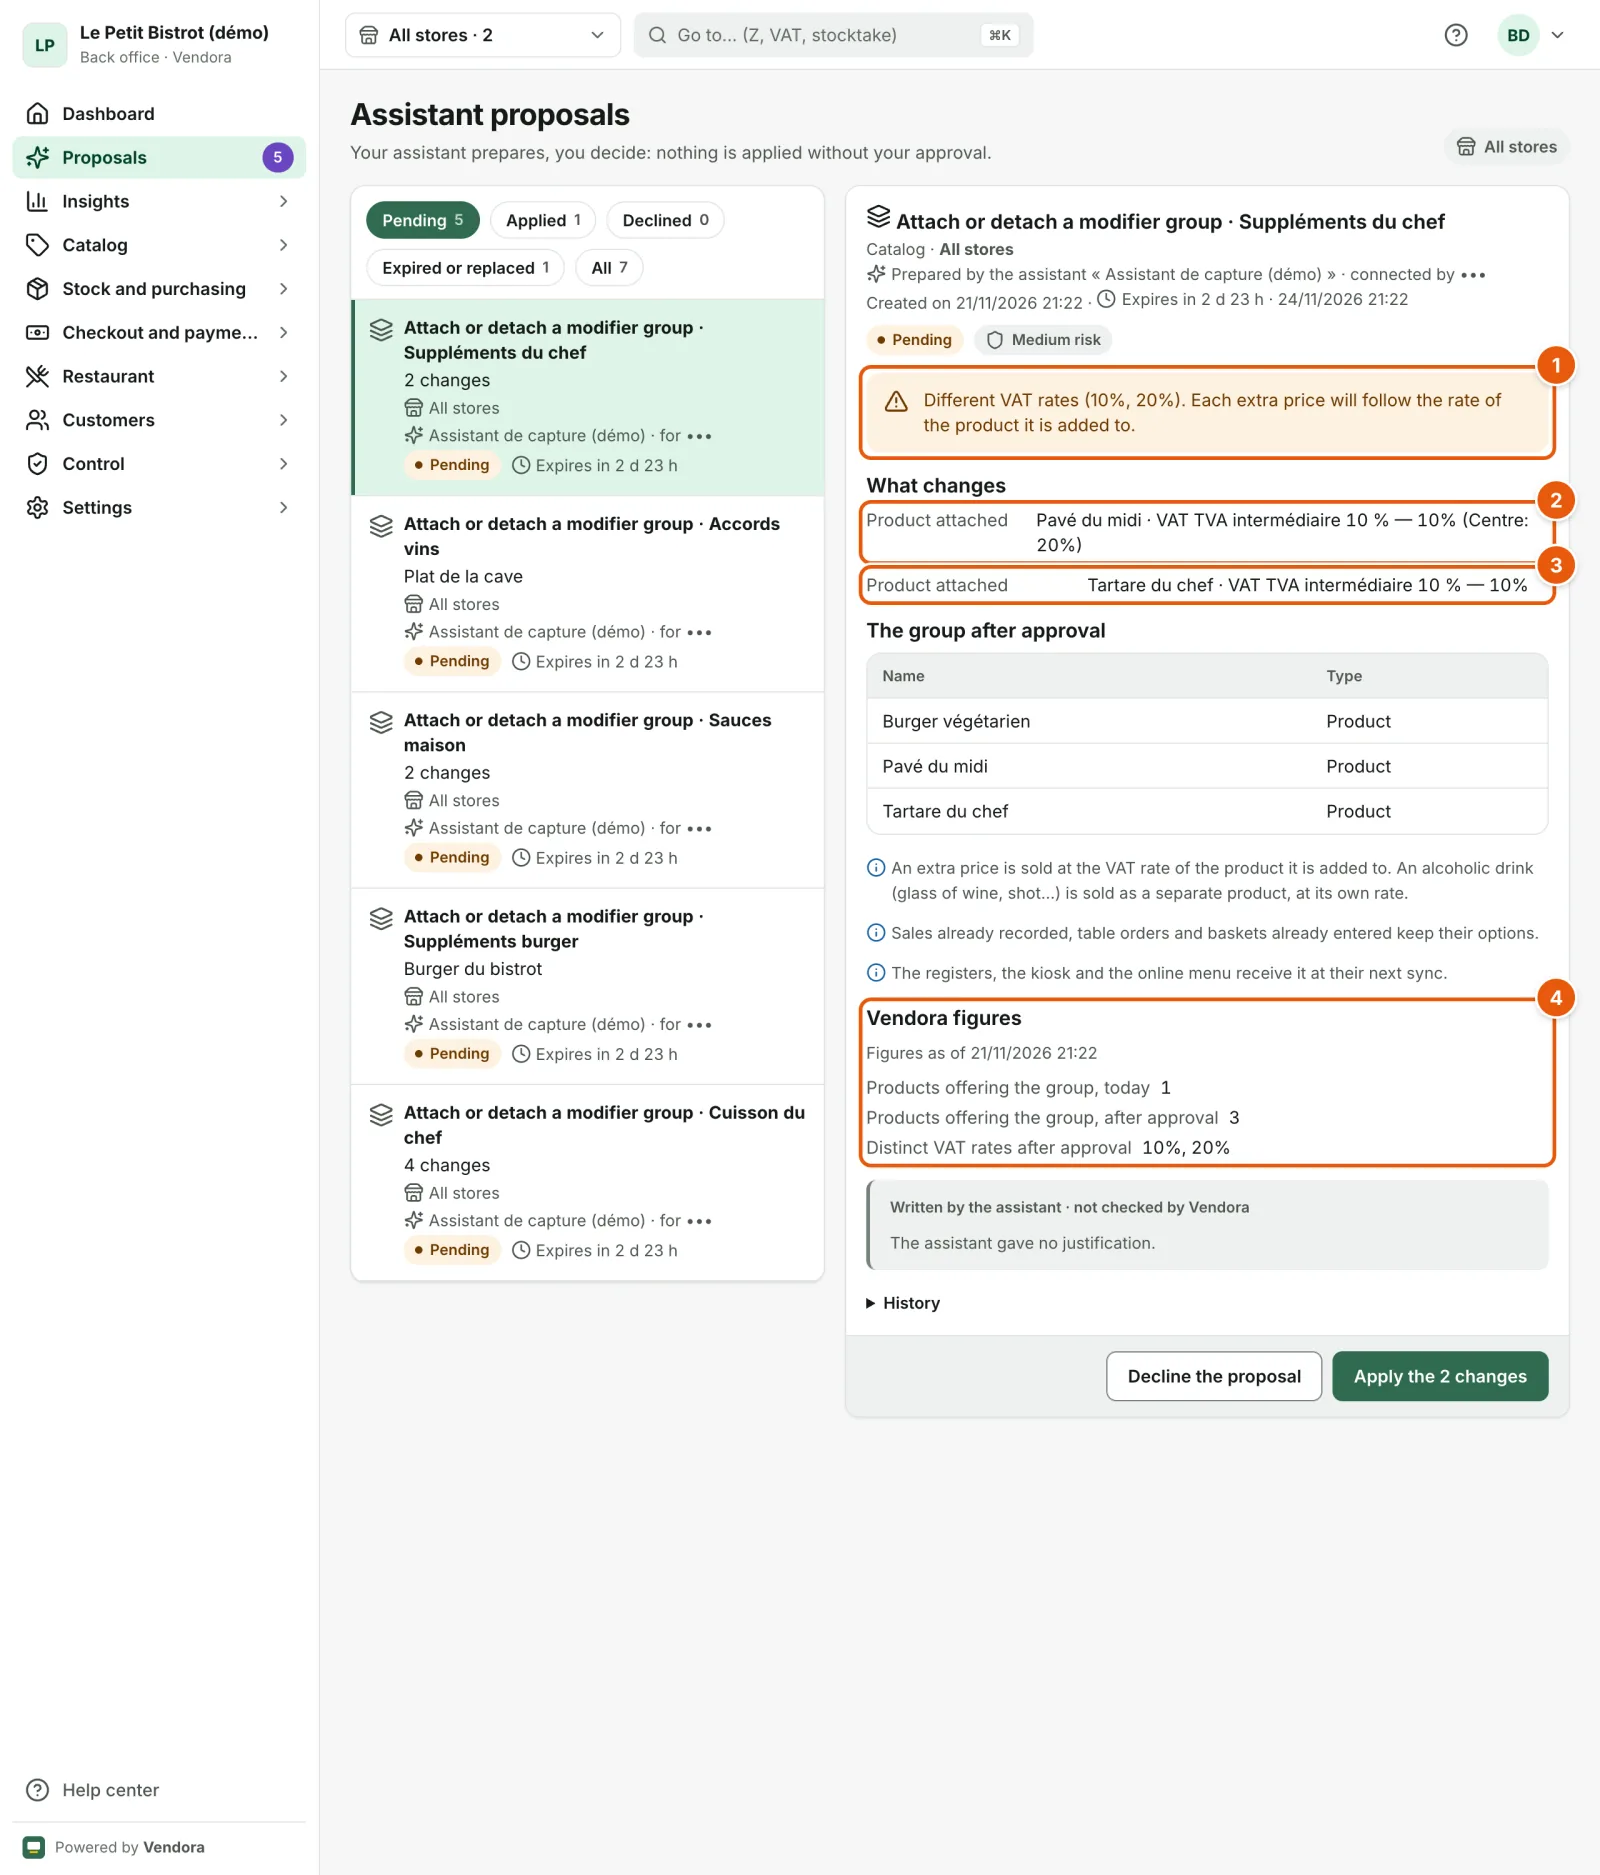 LP
Le Petit Bistrot (démo)
Back office · Vendora
Dashboard
Proposals 5
Insights
Catalog
Stock and purchasing
Checkout and payme...
Restaurant
Customers
Control
Settings
Help center
Powered by Vendora
All stores · 2
Go to... (Z, VAT, stocktake)
⌘K
BD
Assistant proposals
Your assistant prepares, you decide: nothing is applied without your approval.
All stores
Pending 5
Applied 1
Declined 0
Expired or replaced 1
All 7
Attach or detach a modifier group ·
Suppléments du chef
2 changes
All stores
Assistant de capture (démo) · for •••
Pending
Expires in 2 d 23 h
Attach or detach a modifier group · Accords
vins
Plat de la cave
All stores
Assistant de capture (démo) · for •••
Pending
Expires in 2 d 23 h
Attach or detach a modifier group · Sauces
maison
2 changes
All stores
Assistant de capture (démo) · for •••
Pending
Expires in 2 d 23 h
Attach or detach a modifier group ·
Suppléments burger
Burger du bistrot
All stores
Assistant de capture (démo) · for •••
Pending
Expires in 2 d 23 h
Attach or detach a modifier group · Cuisson du
chef
4 changes
All stores
Assistant de capture (démo) · for •••
Pending
Expires in 2 d 23 h
Attach or detach a modifier group · Suppléments du chef
Catalog · All stores
Prepared by the assistant « Assistant de capture (démo) » · connected by •••
Created on 21/11/2026 21:22 · Expires in 2 d 23 h · 24/11/2026 21:22
Pending
Medium risk
1
Different VAT rates (10%, 20%). Each extra price will follow the rate of
the product it is added to.
What changes
2
Product attached Pavé du midi · VAT TVA intermédiaire 10 % — 10% (Centre:
20%)
3
Product attached Tartare du chef · VAT TVA intermédiaire 10 % — 10%
The group after approval
Name Type
Burger végétarien Product
Pavé du midi Product
Tartare du chef Product
An extra price is sold at the VAT rate of the product it is added to. An alcoholic drink
(glass of wine, shot...) is sold as a separate product, at its own rate.
Sales already recorded, table orders and baskets already entered keep their options.
The registers, the kiosk and the online menu receive it at their next sync.
4
Vendora figures
Figures as of 21/11/2026 21:22
Products offering the group, today 1
Products offering the group, after approval 3
Distinct VAT rates after approval 10%, 20%
Written by the assistant · not checked by Vendora
The assistant gave no justification.
History
Decline the proposal
Apply the 2 changes